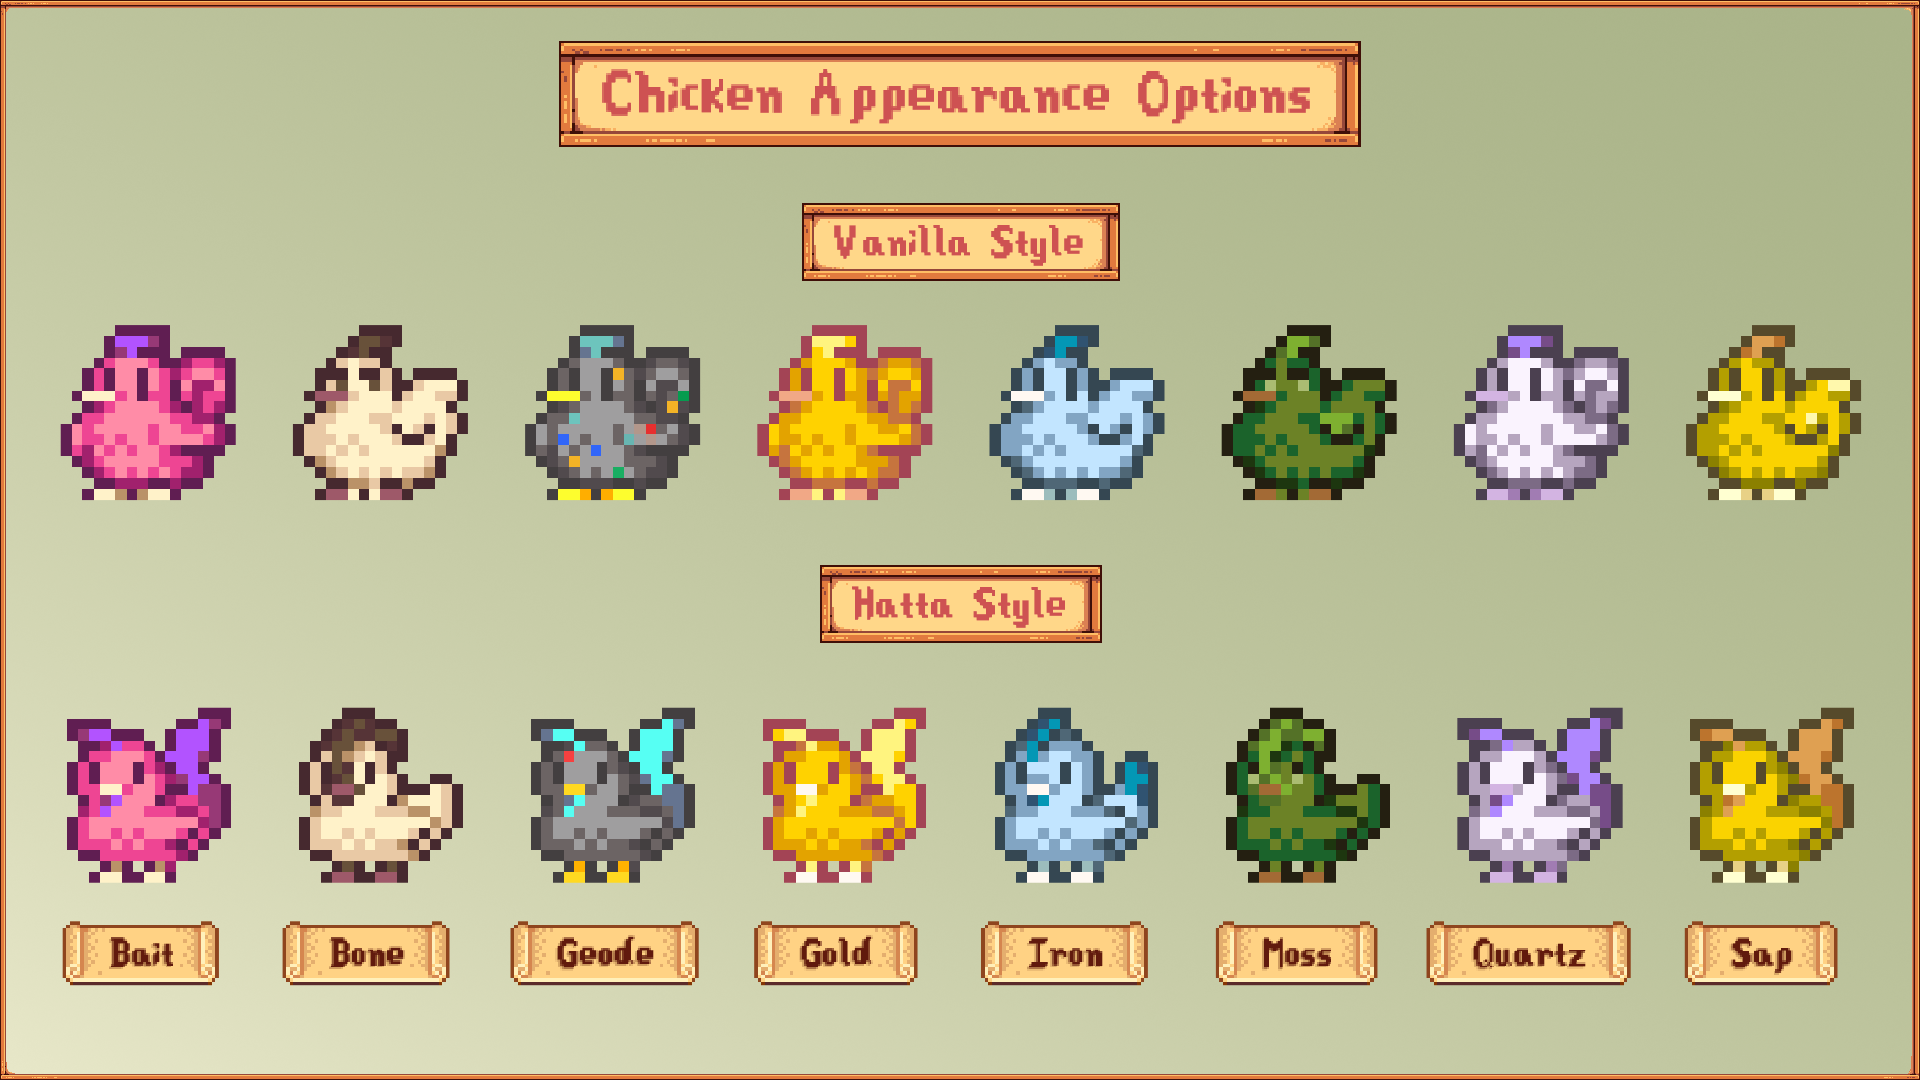 Chicken Appearance Options
Vanilla Style
Hatta Style
Bait
Bone
Geode
Gold
Iron
Moss
Quartz
Sap